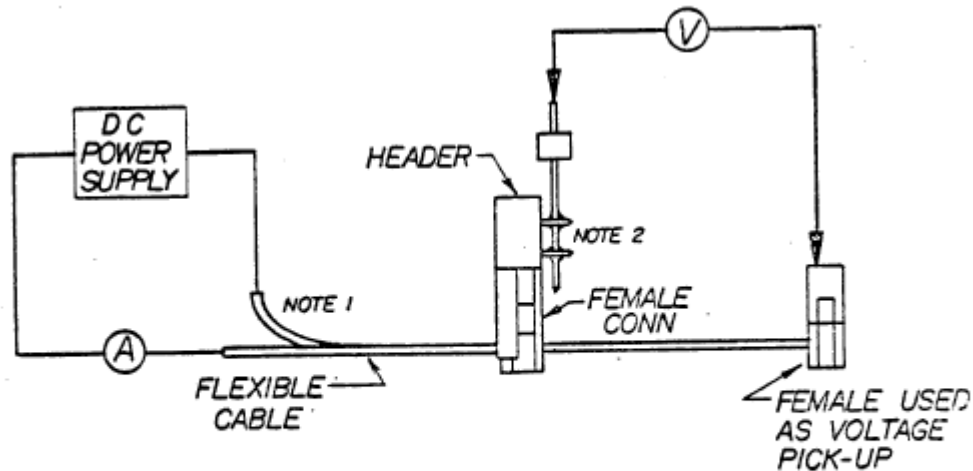 V
DC
POWER
SUPPLY
HEADER
NOTE 2
NOTE 1
FEMALE
CONN
A
FLEXIBLE
CABLE
FEMALE USED
AS VOLTAGE
PICK-UP